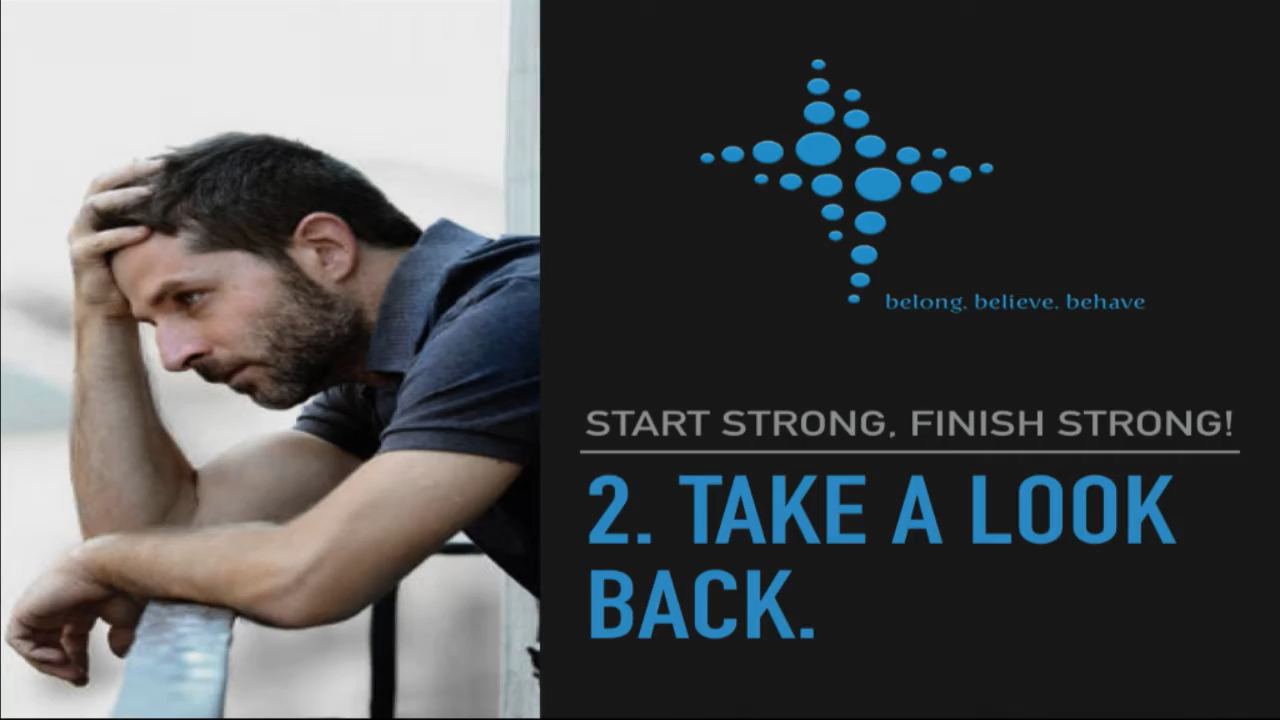 belong. believe. behave
START STRONG, FINISH STRONG!
2. TAKE A LOOK
BACK.